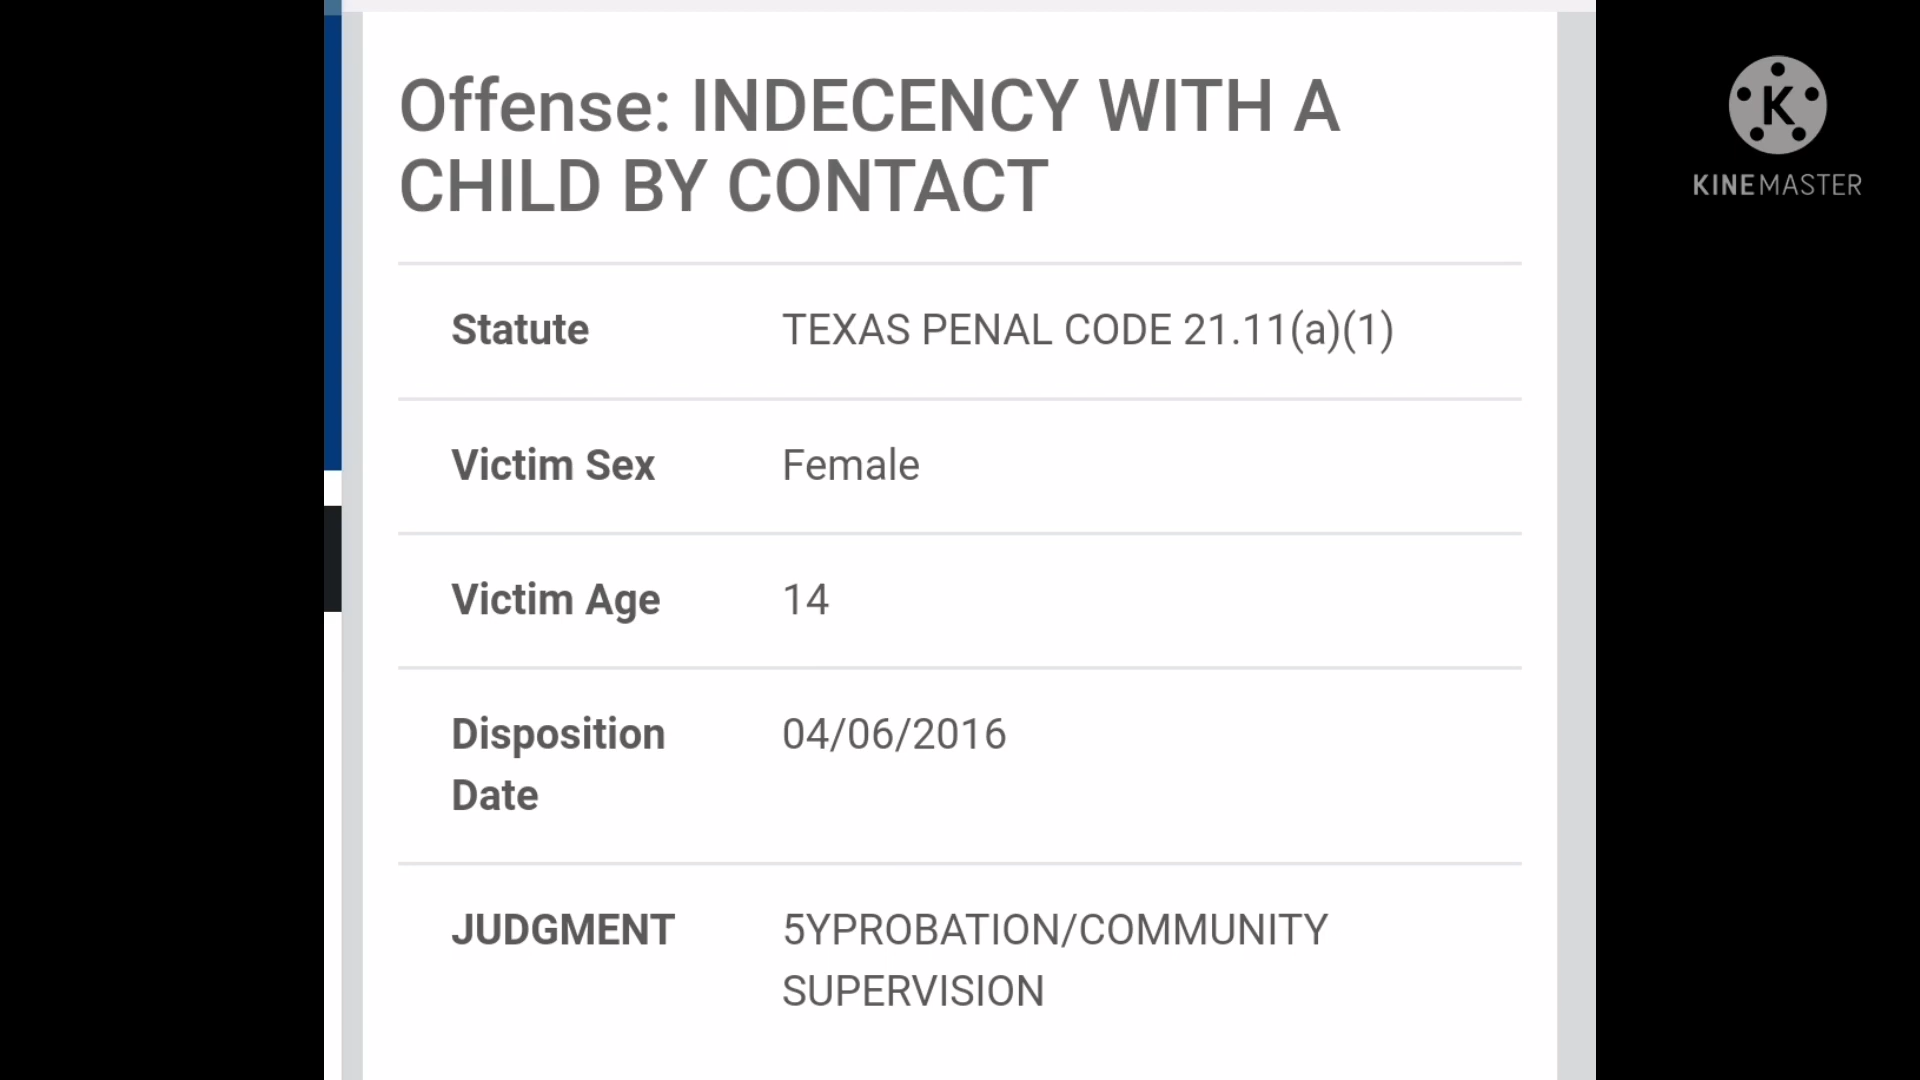 Offense: INDECENCY WITH A
CHILD BY CONTACT
Statute TEXAS PENAL CODE 21.11(a)(1)
Victim Sex Female
Victim Age 14
Disposition Date 04/06/2016
JUDGMENT 5YPROBATION/COMMUNITY
SUPERVISION
K
KINEMASTER